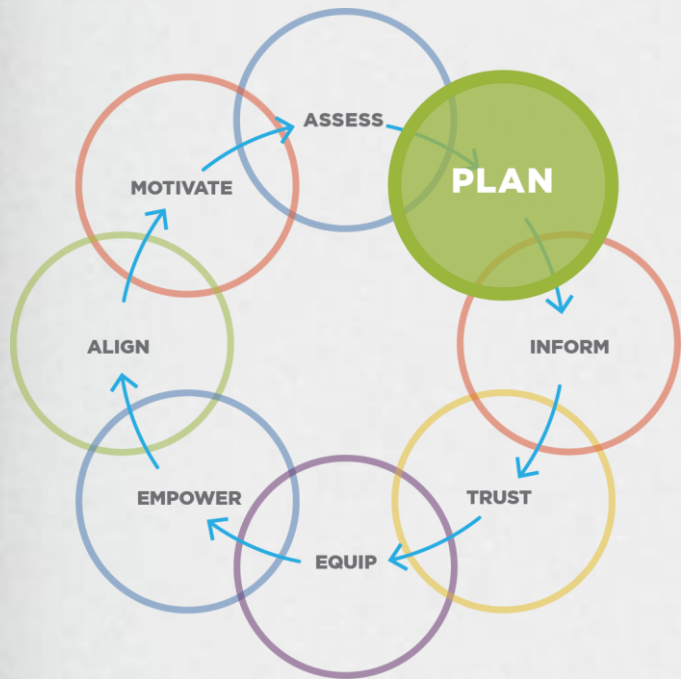 ASSESS
PLAN
INFORM
TRUST
EQUIP
EMPOWER
ALIGN
MOTIVATE